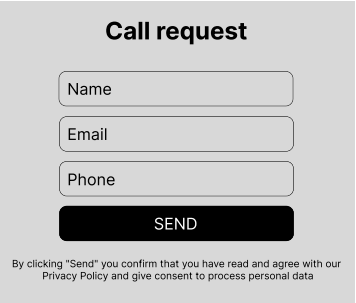 Call request
Name
Email
Phone
SEND
By clicking "Send" you confirm that you have read and agree with our
Privacy Policy and give consent to process personal data